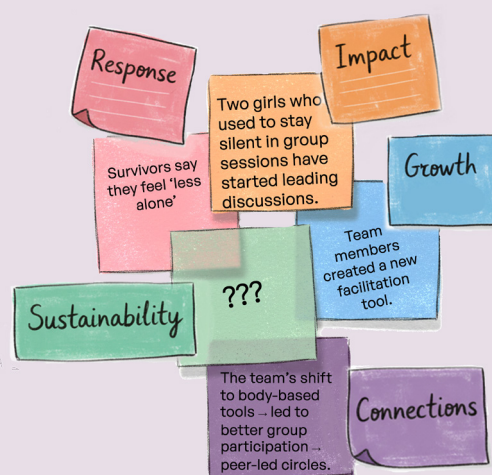 Response
Impact
Two girls who
used to stay
silent in group
sessions have
started leading
discussions.
Survivors say
they feel ‘less
alone’
Growth
Team
members
created a new
facilitation
tool.
???
Sustainability
The team’s shift
to body-based
tools → led to
better group
participation →
peer-led circles.
Connections